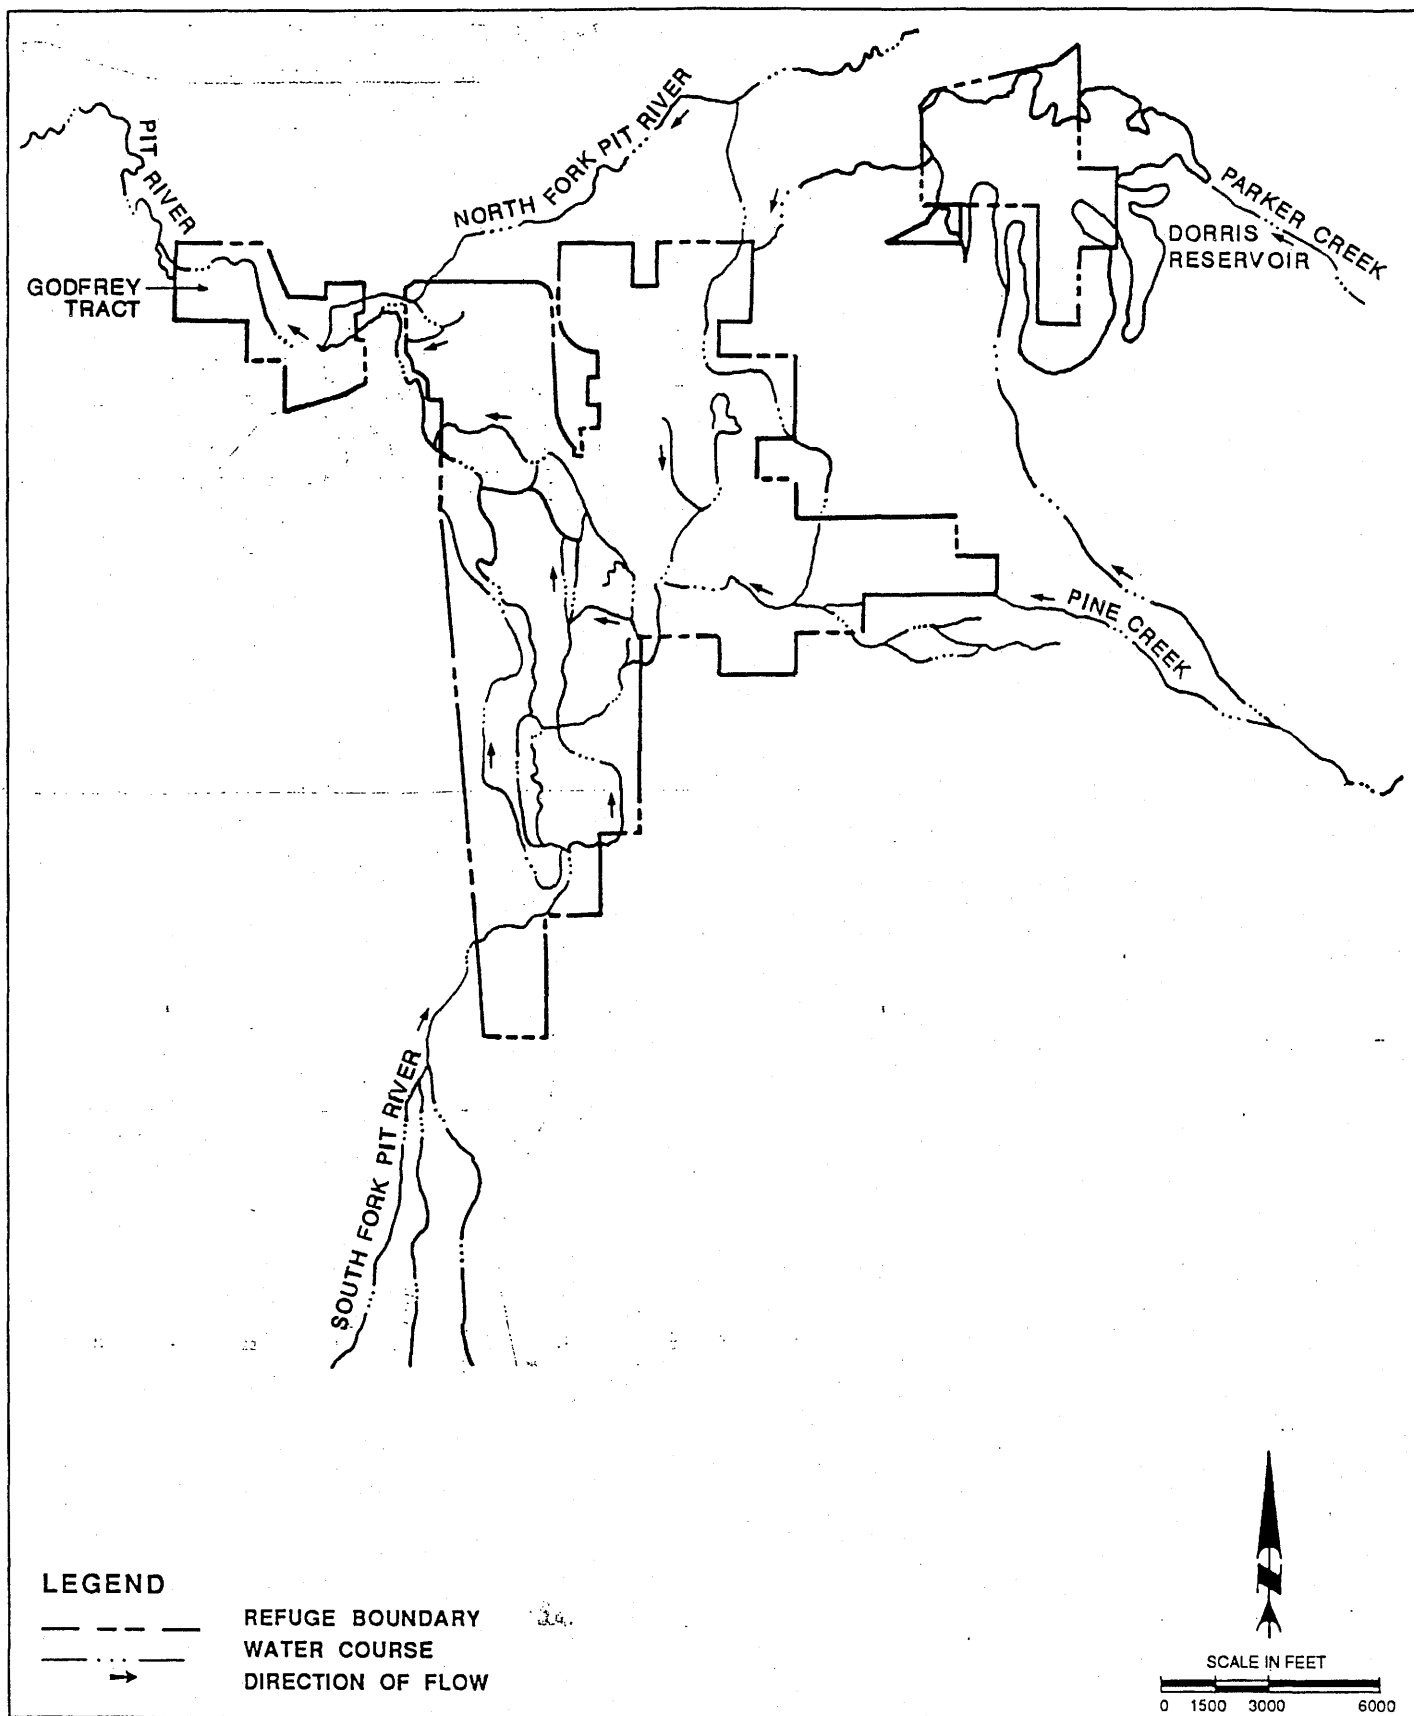 NORTH FORK PIT RIVER
PIT RIVER
PARKER CREEK
DORRIS
RESERVOIR
GODFREY
TRACT
PINE CREEK
SOUTH FORK PIT RIVER
LEGEND
REFUGE BOUNDARY
WATER COURSE
DIRECTION OF FLOW
N
SCALE IN FEET
0 1500 3000 6000